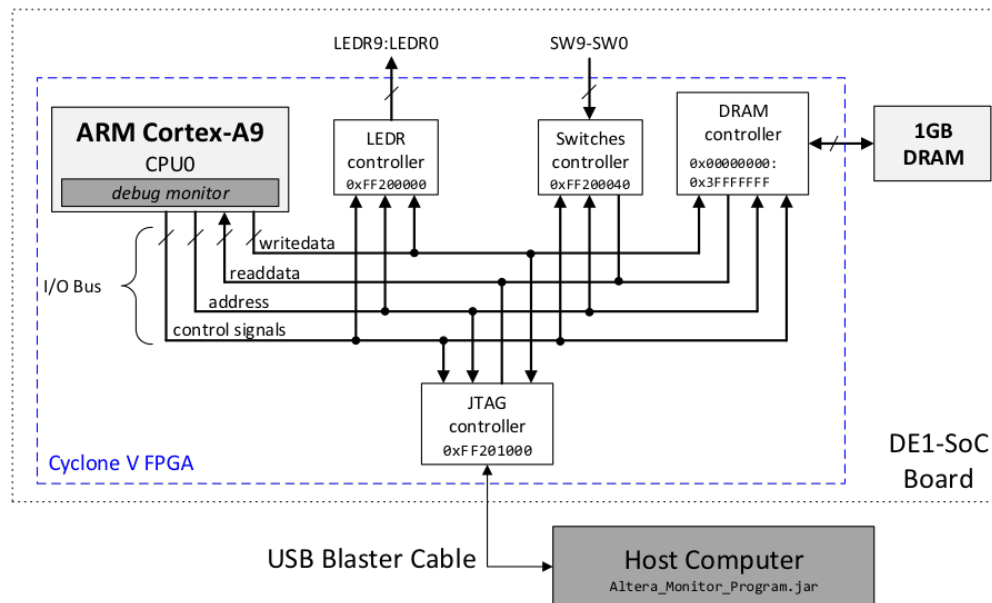 LEDR9:LEDR0
SW9-SW0
ARM Cortex-A9
CPU0
debug monitor
LEDR
controller
0xFF200000
Switches
controller
0xFF200040
DRAM
controller
0x00000000:
0x3FFFFFFF
1GB
DRAM
writedata
readdata
I/O Bus
address
control signals
JTAG
controller
0xFF201000
Cyclone V FPGA
DE1-SoC
Board
USB Blaster Cable
Host Computer
Altera_Monitor_Program.jar